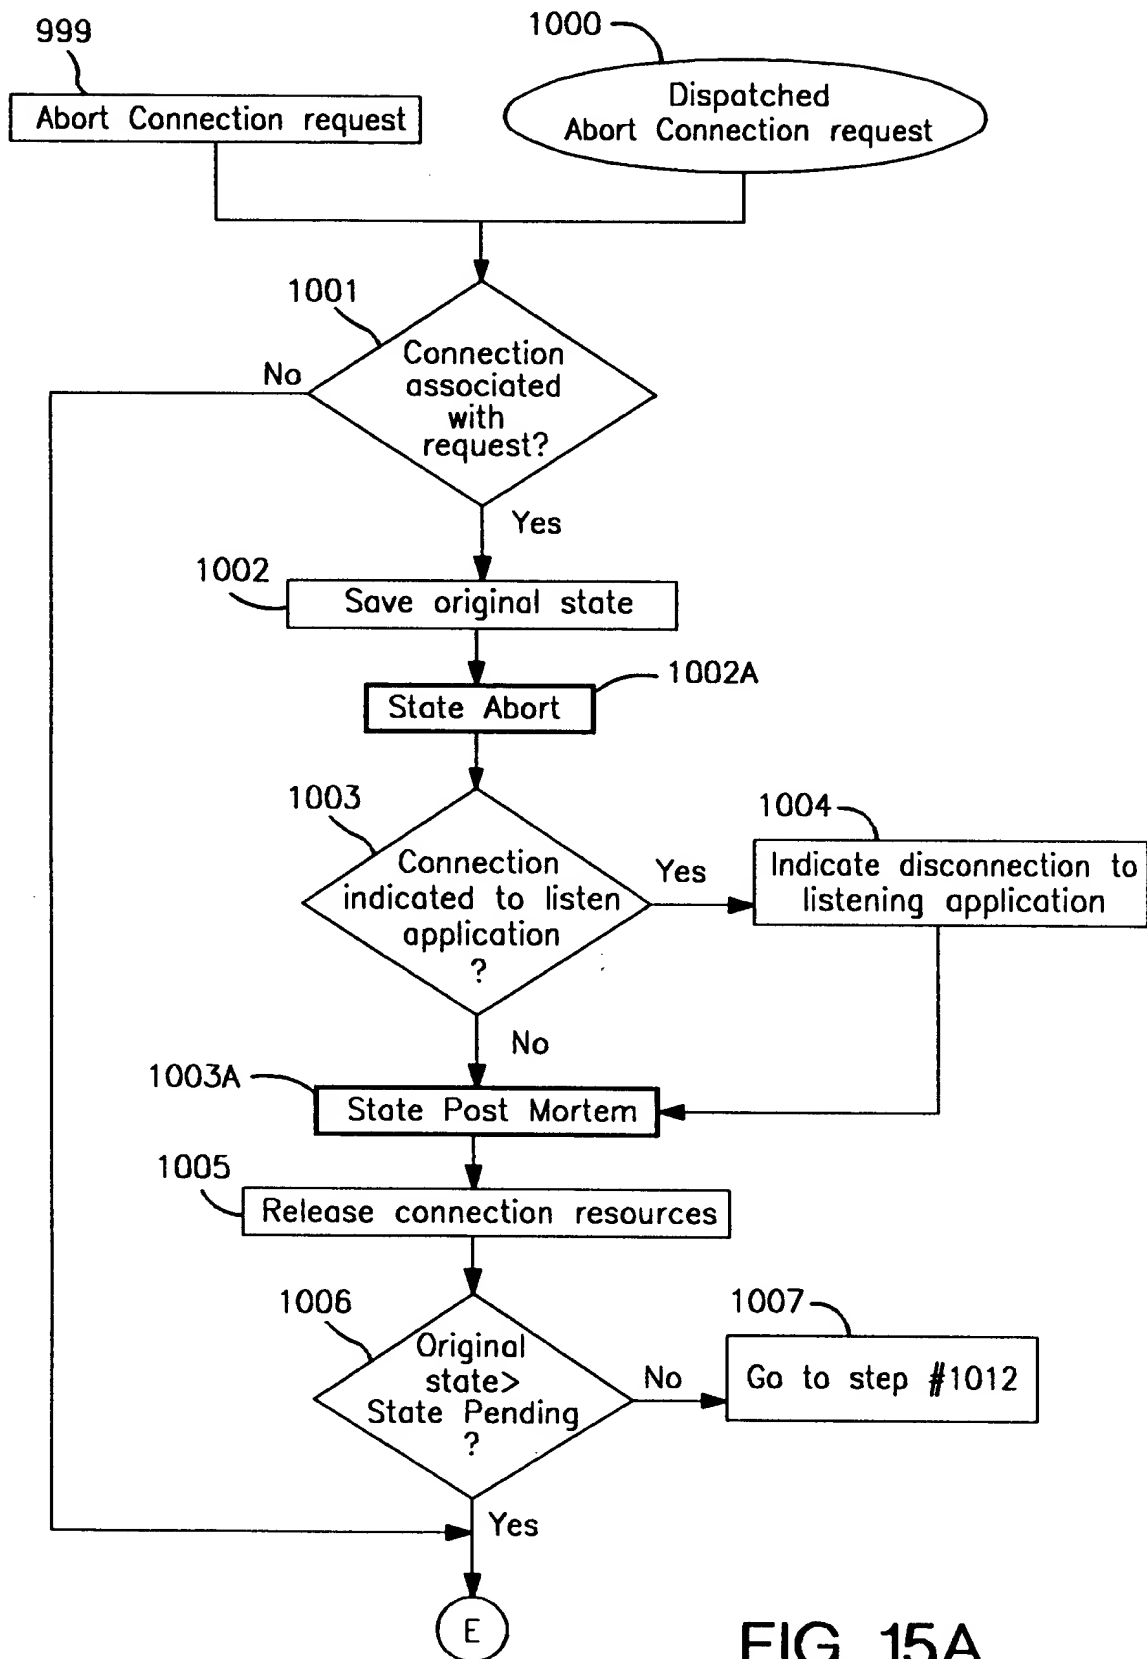 999
1000
Abort Connection request
Dispatched
Abort Connection request
1001
Connection
associated
with
request?
No
Yes
1002
Save original state
1002A
State Abort
1003
Connection
indicated to listen
application
?
Yes
1004
Indicate disconnection to
listening application
No
1003A
State Post Mortem
1005
Release connection resources
1006
Original
state>
State Pending
?
No
1007
Go to step #1012
Yes
E
FIG. 15A